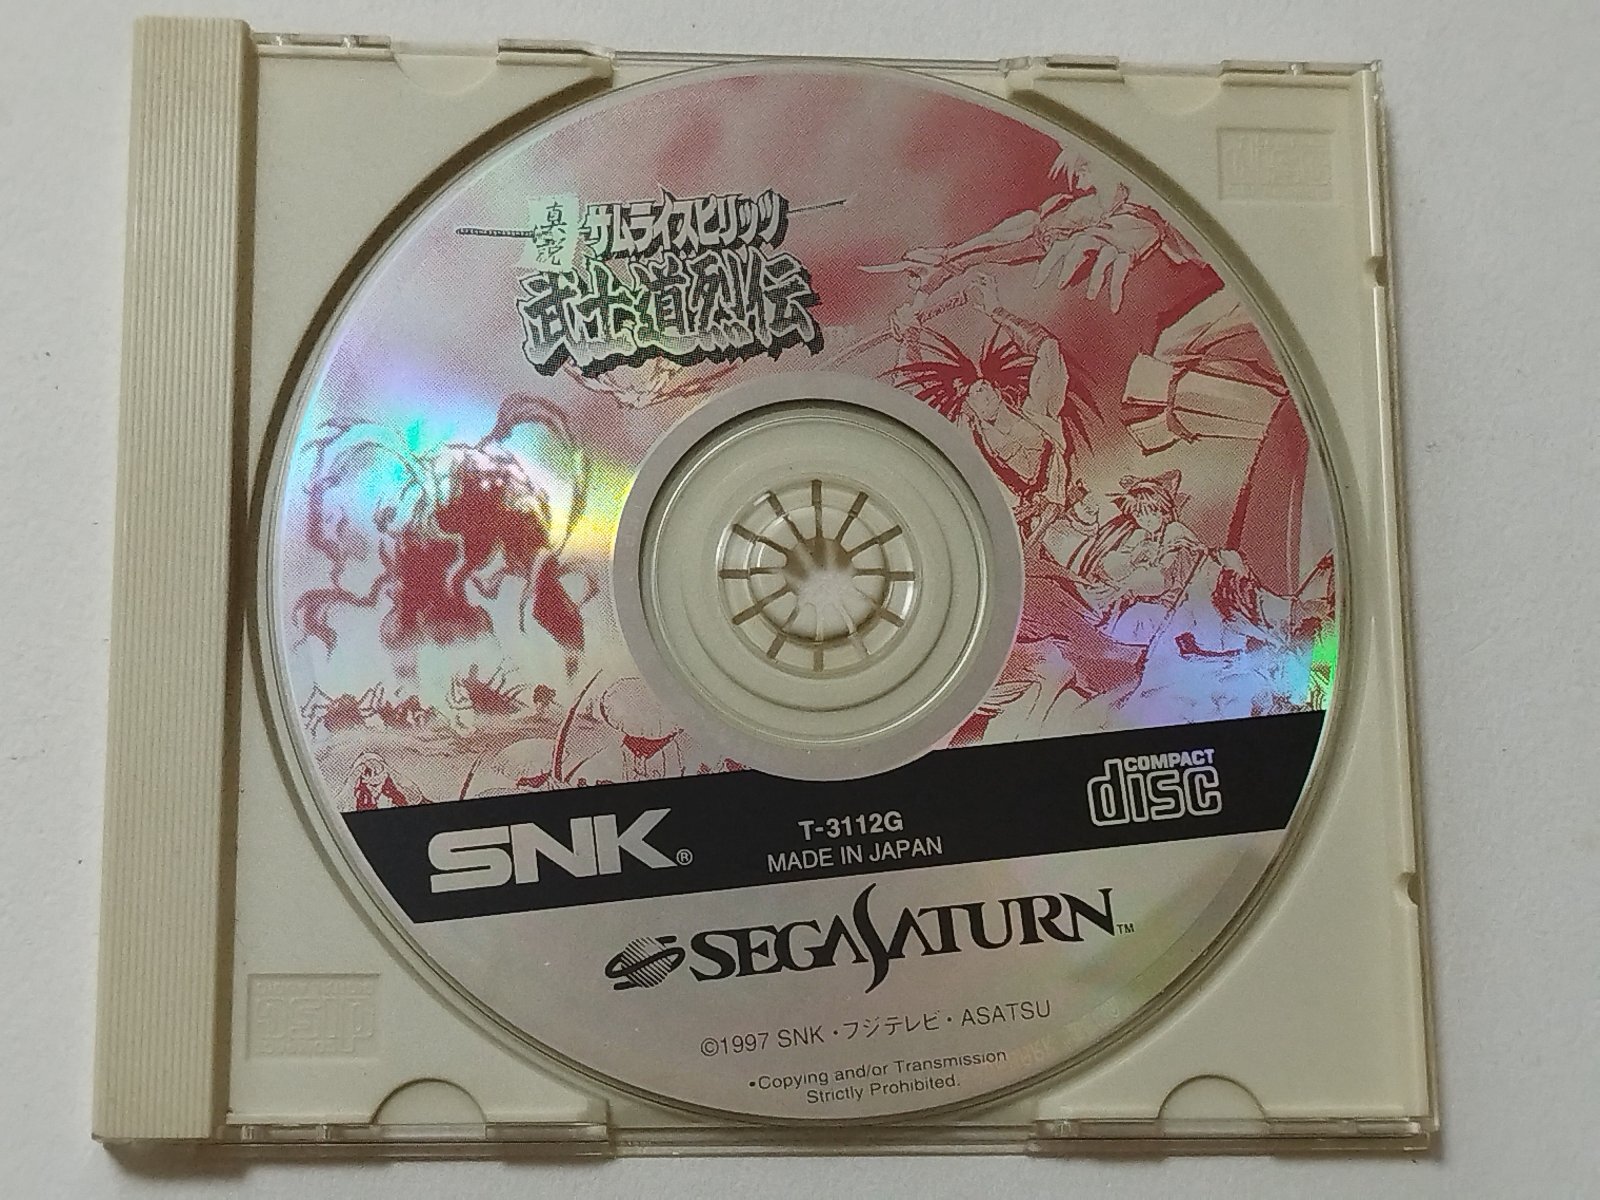 真説
サムライスピリッツ
武士道烈伝
COMPACT
disc
SNK®
T-3112G
MADE IN JAPAN
SEGA SATURN™
©1997 SNK・フジテレビ・ASATSU
•Copying and/or Transmission
Strictly Prohibited.